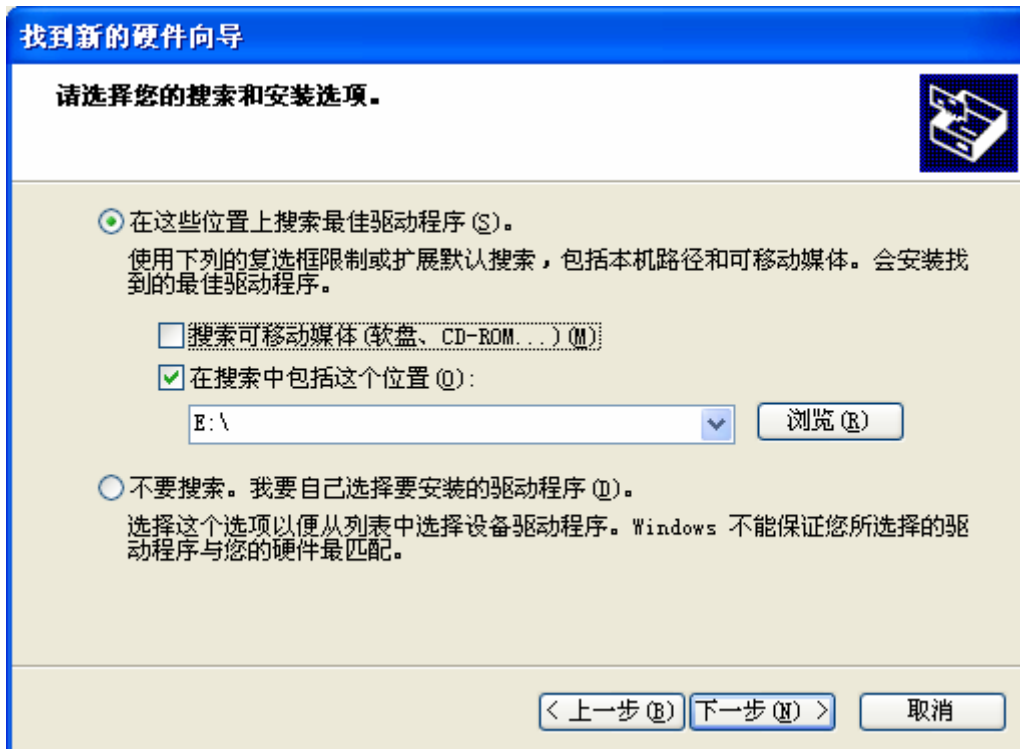 找到新的硬件向导
请选择您的搜索和安装选项。
在这些位置上搜索最佳驱动程序(S)。
使用下列的复选框限制或扩展默认搜索，包括本机路径和可移动媒体。会安装找
到的最佳驱动程序。
搜索可移动媒体(软盘、CD-ROM...)(M)
在搜索中包括这个位置(O):
E:\
浏览(R)
不要搜索。我要自己选择要安装的驱动程序(D)。
选择这个选项以便从列表中选择设备驱动程序。Windows 不能保证您所选择的驱
动程序与您的硬件最匹配。
< 上一步(B)
下一步(N) >
取消